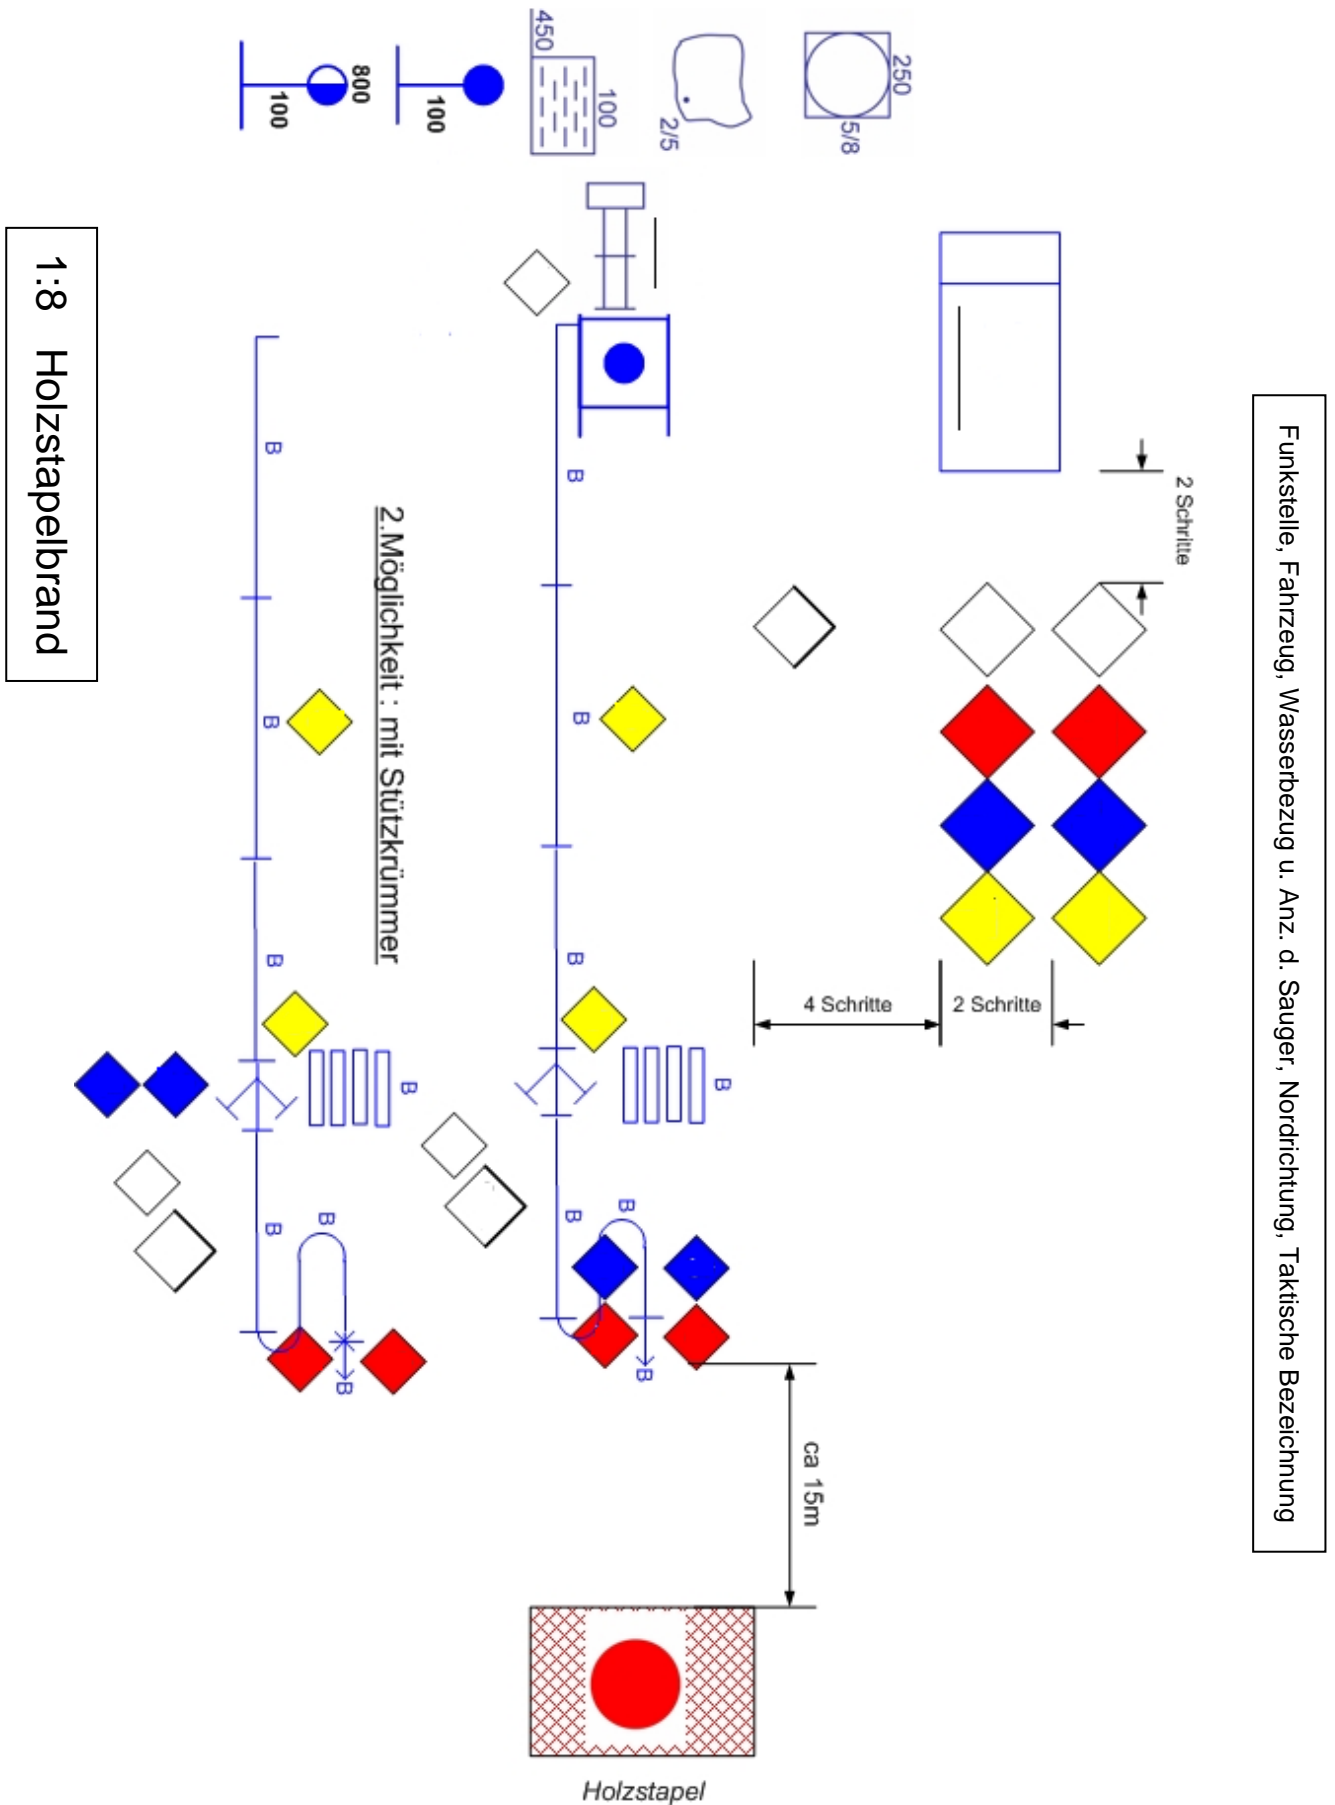 Funkstelle, Fahrzeug, Wasserbezug u. Anz. d. Sauger, Nordrichtung, Taktische Bezeichnung
250
5/8
2/5
450
100
100
800
100
2 Schritte
4 Schritte
2 Schritte
B
B
B
B
B
B
B
ca 15m
Holzstapel
2.Möglichkeit : mit Stützkrümmer
B
B
B
B
B
B
B
1:8 Holzstapelbrand